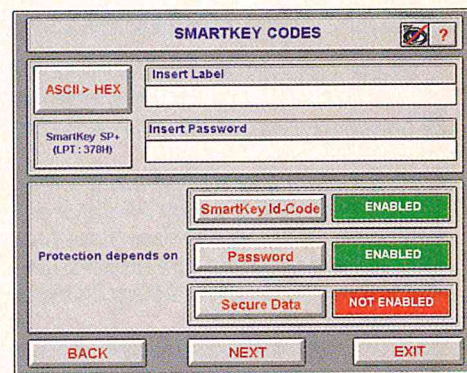 SMARTKEY CODES
?
ASCII > HEX
Insert Label
SmartKey SP+
(LPT : 378H)
Insert Password
SmartKey Id-Code
ENABLED
Protection depends on
Password
ENABLED
Secure Data
NOT ENABLED
BACK
NEXT
EXIT